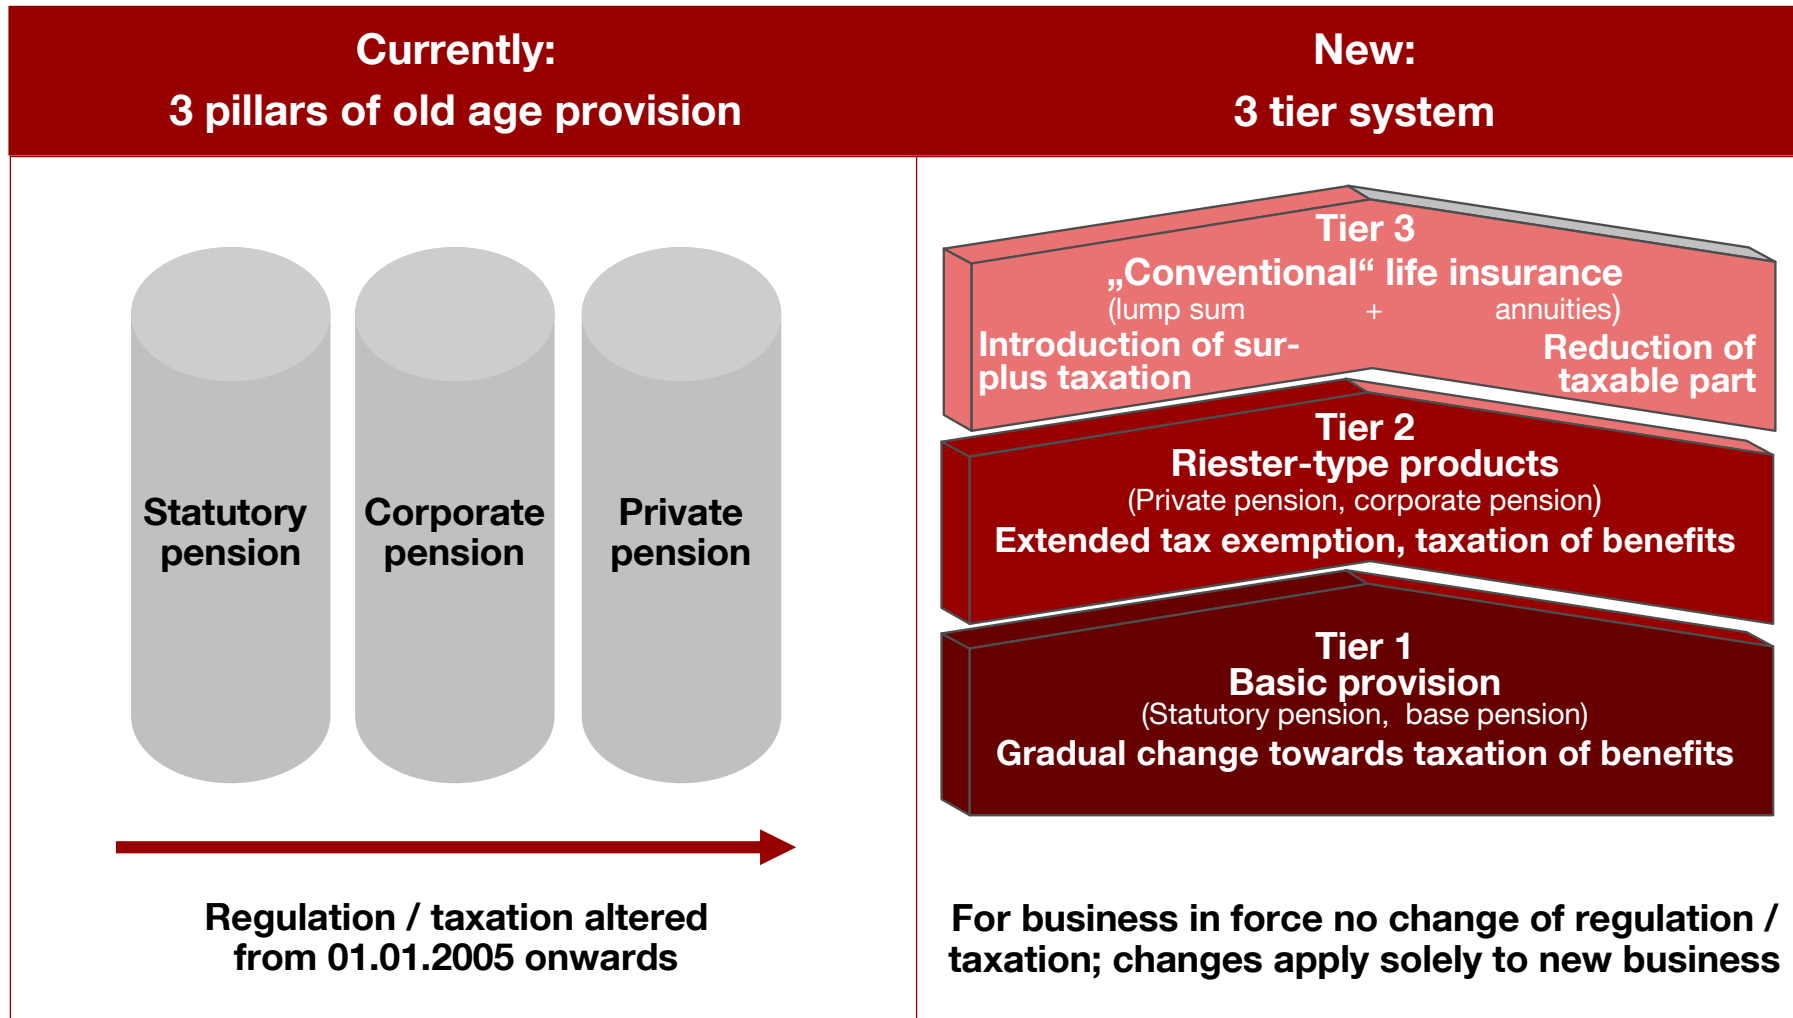 Currently:
3 pillars of old age provision
New:
3 tier system
Statutory
pension
Corporate
pension
Private
pension
Regulation / taxation altered
from 01.01.2005 onwards
Tier 3
„Conventional“ life insurance
(lump sum + annuities)
Introduction of sur-
plus taxation
Reduction of
taxable part
Tier 2
Riester-type products
(Private pension, corporate pension)
Extended tax exemption, taxation of benefits
Tier 1
Basic provision
(Statutory pension, base pension)
Gradual change towards taxation of benefits
For business in force no change of regulation /
taxation; changes apply solely to new business